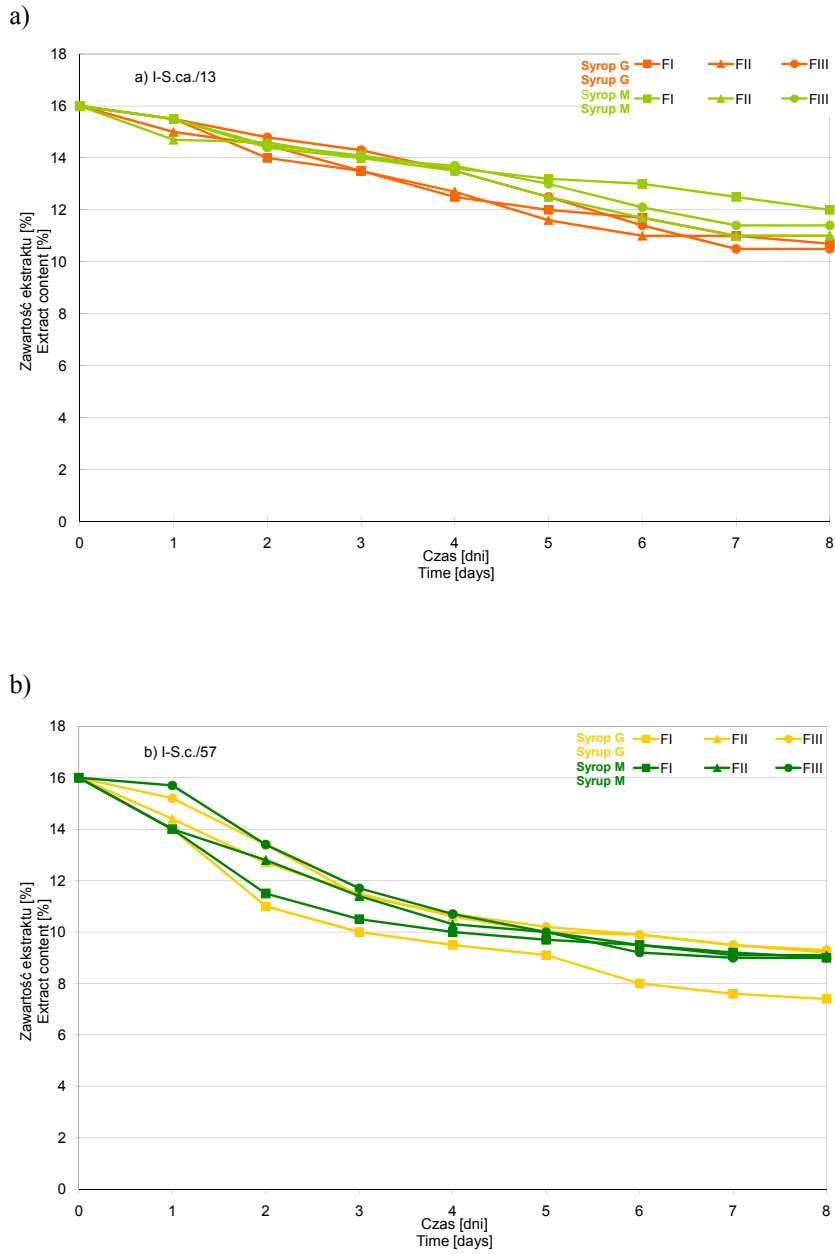 a)
a) I-S.ca./13
Syrop G
Syrup G
FI FII FIII
Syrop M
Syrup M
FI FII FIII
18
16
14
12
10
8
6
4
2
0
Zawartość ekstraktu [%]
Extract content [%]
0 1 2 3 4 5 6 7 8
Czas [dni]
Time [days]
b)
b) I-S.c./57
Syrop G
Syrup G
FI FII FIII
Syrop M
Syrup M
FI FII FIII
18
16
14
12
10
8
6
4
2
0
Zawartość ekstraktu [%]
Extract content [%]
0 1 2 3 4 5 6 7 8
Czas [dni]
Time [days]